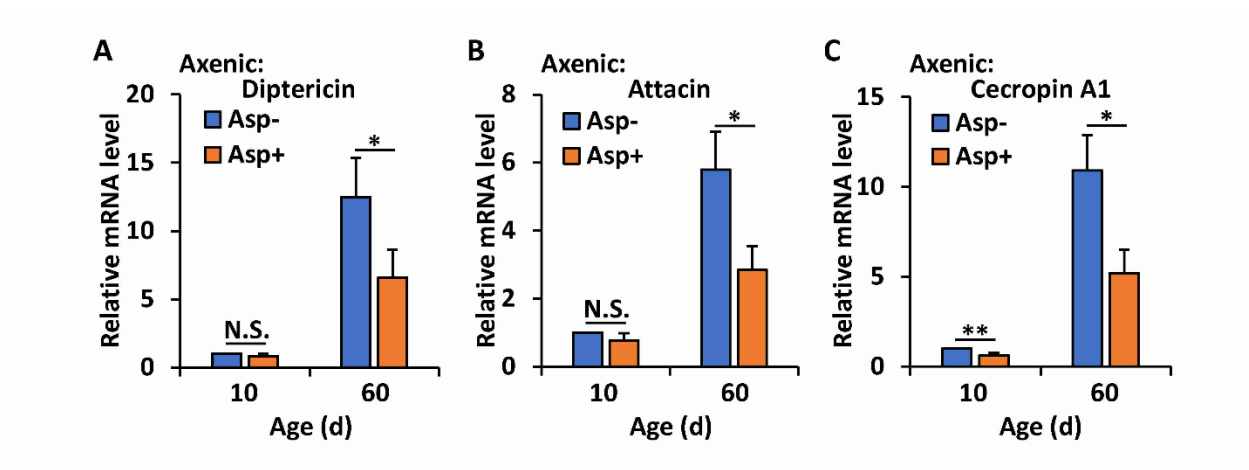 A
Axenic:
Diptericin
20
15
10
5
0
Relative mRNA level
Asp-
Asp+
N.S.
*
10
60
Age (d)
B
Axenic:
Attacin
8
6
4
2
0
Relative mRNA level
Asp-
Asp+
N.S.
*
10
60
Age (d)
C
Axenic:
Cecropin A1
15
10
5
0
Relative mRNA level
Asp-
Asp+
**
*
10
60
Age (d)